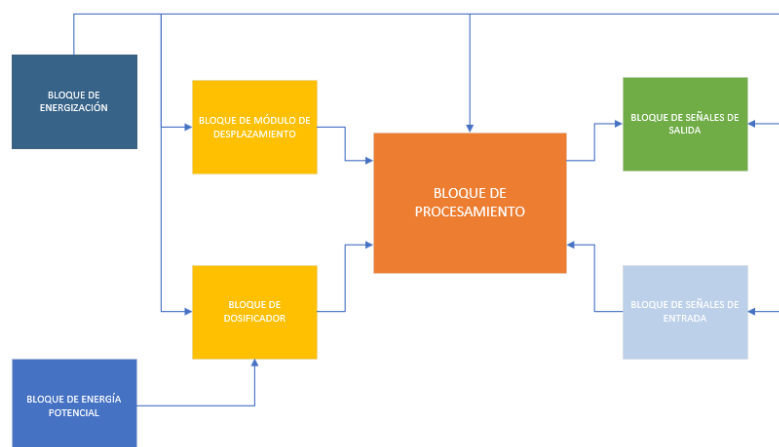 BLOQUE DE
ENERGIZACIÓN
BLOQUE DE MÓDULO DE
DESPLAZAMIENTO
BLOQUE DE SEÑALES DE
SALIDA
BLOQUE DE
PROCESAMIENTO
BLOQUE DE
DOSIFICADOR
BLOQUE DE SEÑALES DE
ENTRADA
BLOQUE DE ENERGÍA
POTENCIAL